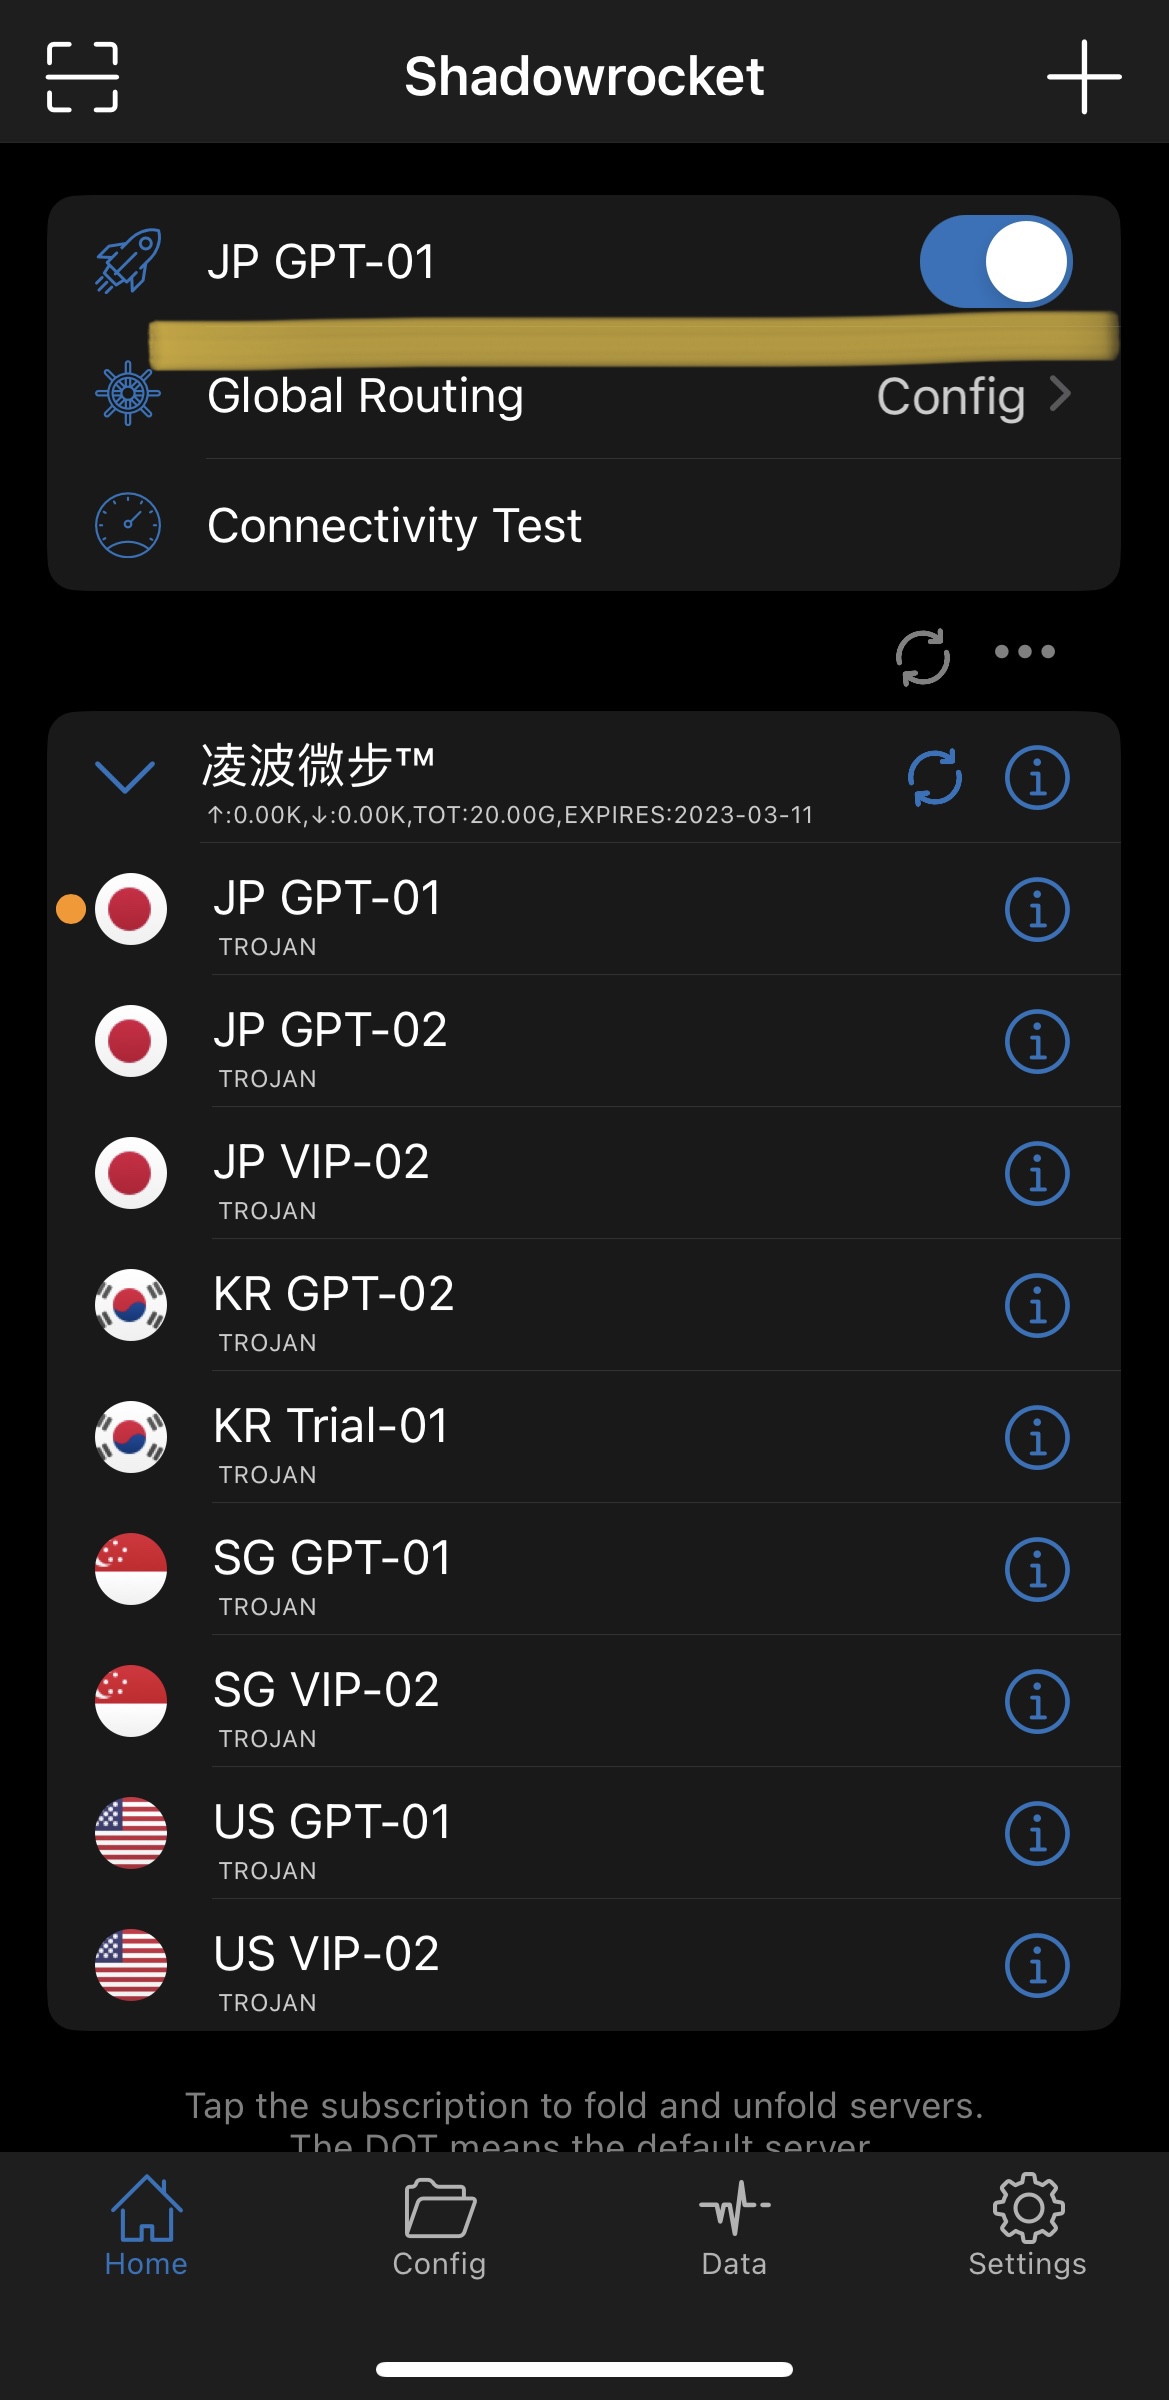 Shadowrocket
JP GPT-01
Global Routing Config
Connectivity Test
凌波微步™
↑:0.00K,↓:0.00K,TOT:20.00G,EXPIRES:2023-03-11
JP GPT-01
TROJAN
JP GPT-02
TROJAN
JP VIP-02
TROJAN
KR GPT-02
TROJAN
KR Trial-01
TROJAN
SG GPT-01
TROJAN
SG VIP-02
TROJAN
US GPT-01
TROJAN
US VIP-02
TROJAN
Tap the subscription to fold and unfold servers.
The DOT means the default server
Home Config Data Settings